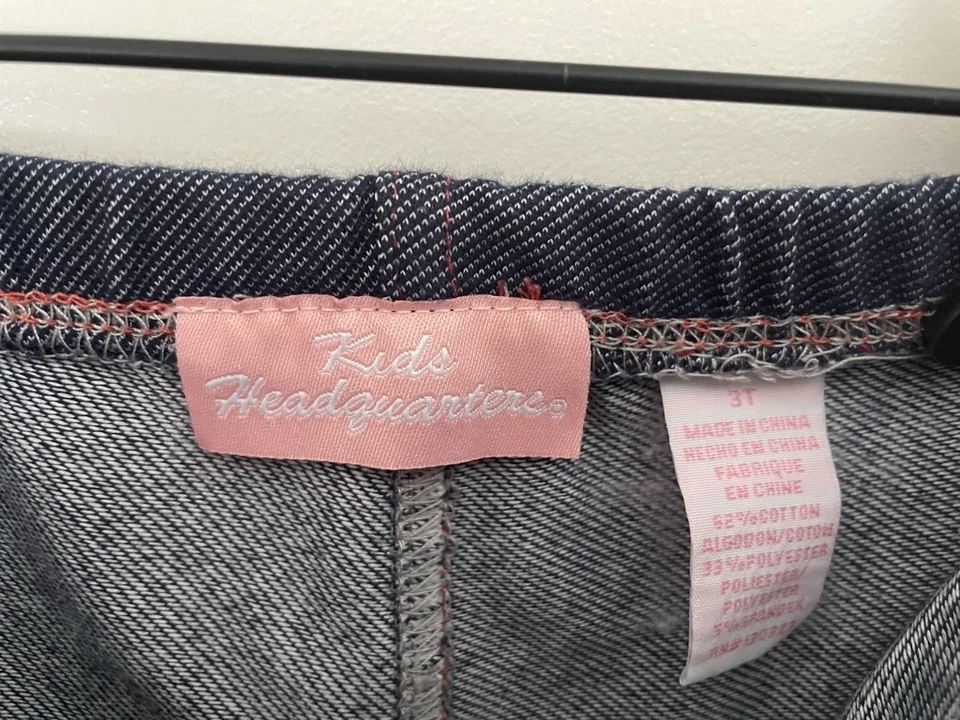 Kids
Headquarters®
3T
MADE IN CHINA
HECHO EN CHINA
FABRIQUE
EN CHINE
62%COTTON
ALGODON/COTON
33%POLYESTER
POLIESTER/
POLYESTER
5%SPANDEX